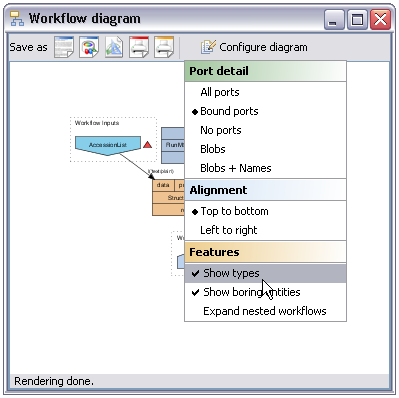 Workflow diagram
Save as
Configure diagram
Port detail
All ports
Bound ports
No ports
Blobs
Blobs + Names
Alignment
Top to bottom
Left to right
Features
Show types
Show boring entities
Expand nested workflows
Workflow Inputs
AccessionList
RunM
data
Struct
Rendering done.